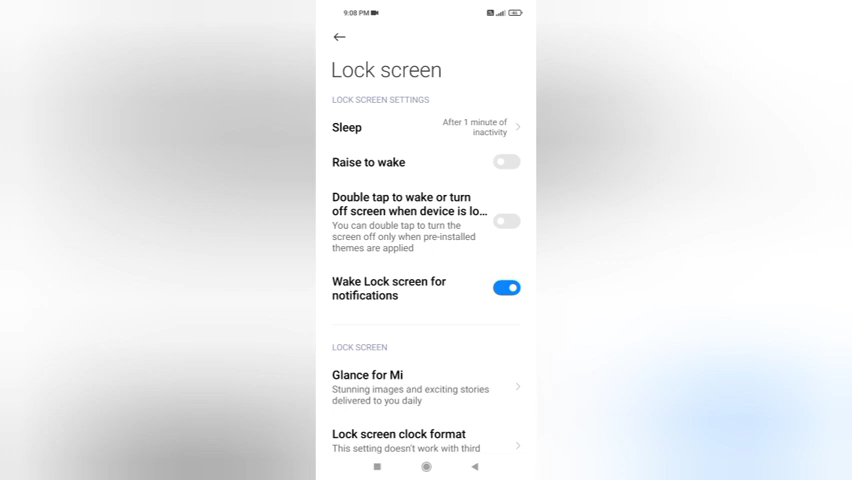 9:08 PM
Lock screen
LOCK SCREEN SETTINGS
Sleep
After 1 minute of
inactivity
Raise to wake
Double tap to wake or turn
off screen when device is lo...
You can double tap to turn the
screen off only when pre-installed
themes are applied
Wake Lock screen for
notifications
LOCK SCREEN
Glance for Mi
Stunning images and exciting stories
delivered to you daily
Lock screen clock format
This setting doesn't work with third